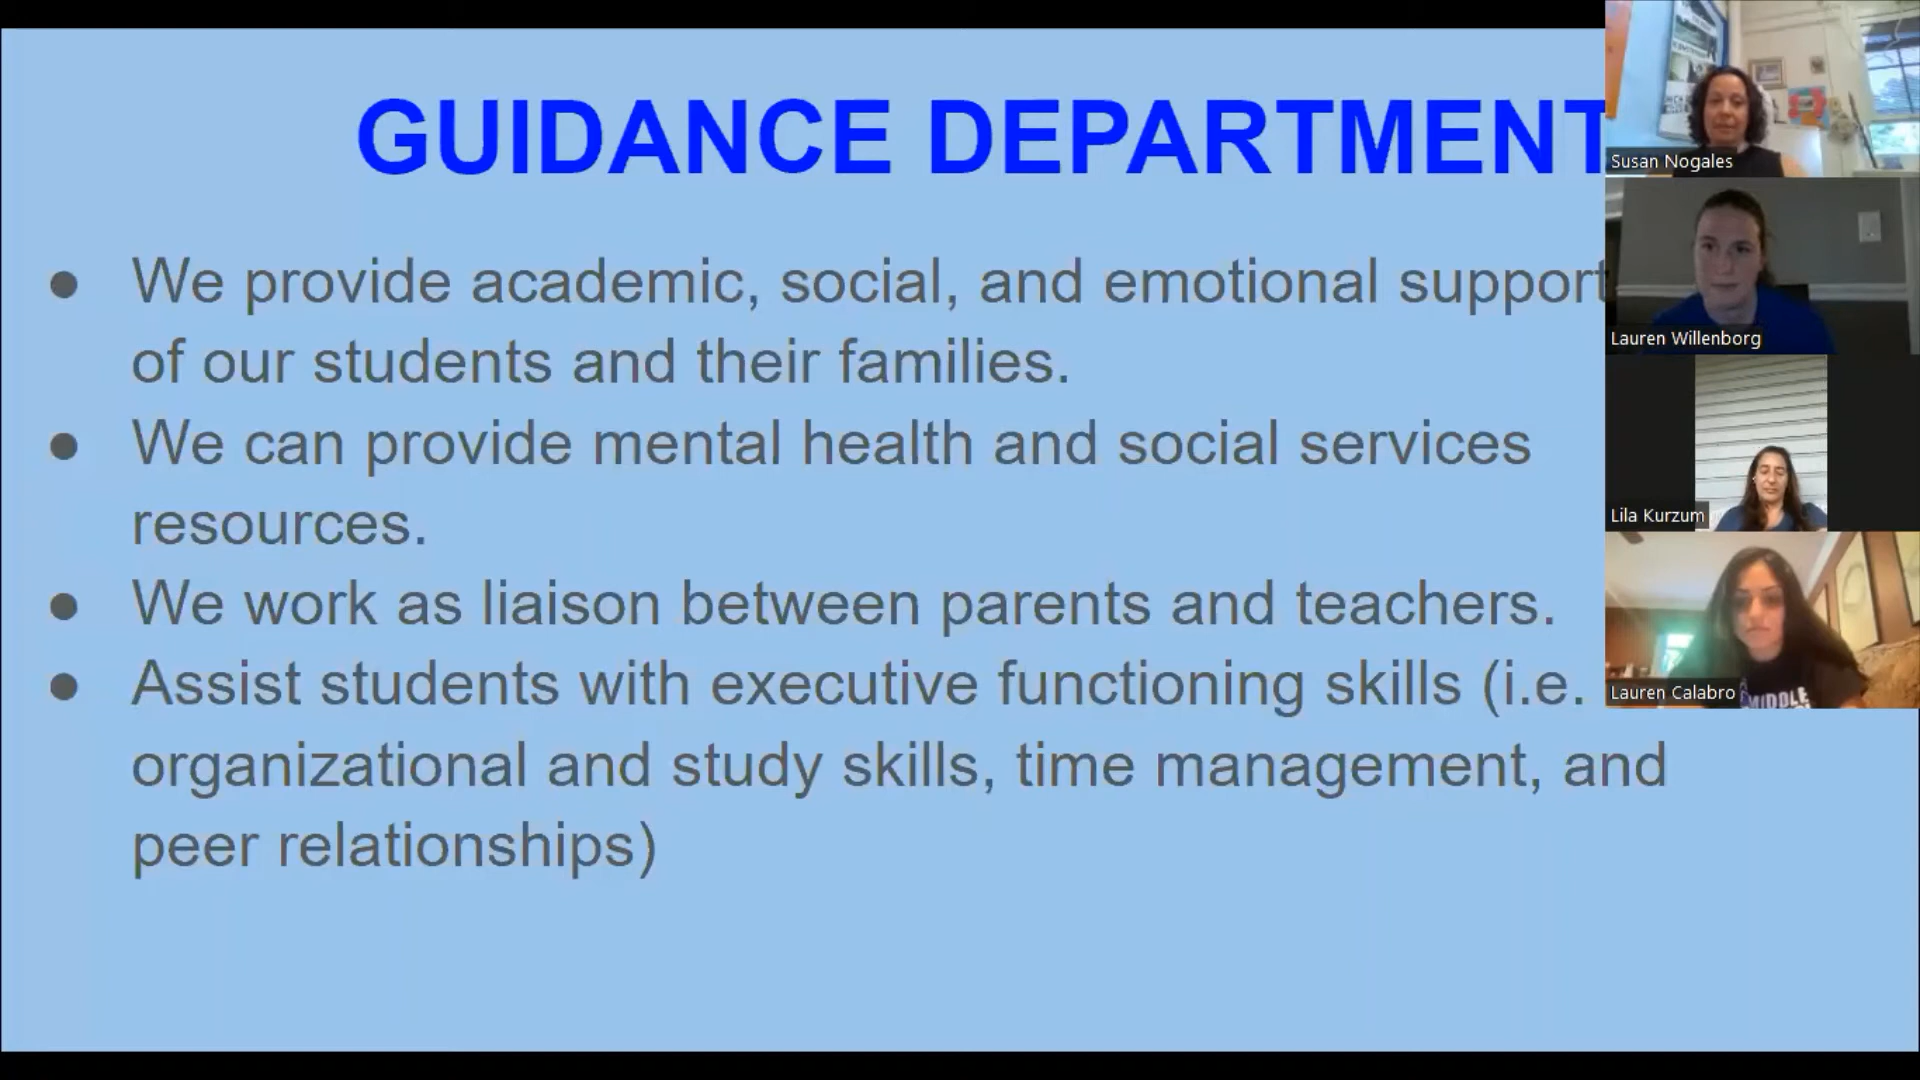 GUIDANCE DEPARTMENT
● We provide academic, social, and emotional support
of our students and their families.
● We can provide mental health and social services
resources.
● We work as liaison between parents and teachers.
● Assist students with executive functioning skills (i.e.
organizational and study skills, time management, and
peer relationships)
Susan Nogales
Lauren Willenborg
Lila Kurzum
Lauren Calabro
MIDDLE